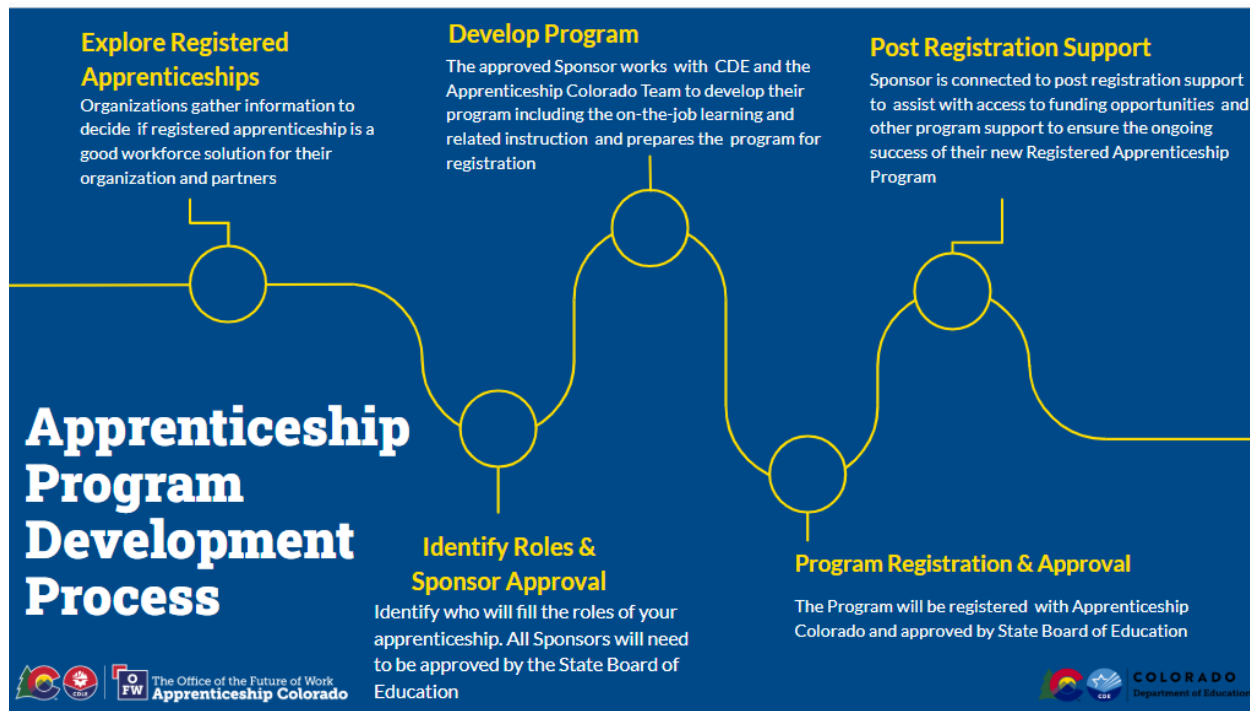 Explore Registered
Apprenticeships
Organizations gather information to
decide if registered apprenticeship is a
good workforce solution for their
organization and partners
Identify Roles &
Sponsor Approval
Identify who will fill the roles of your
apprenticeship. All Sponsors will need
to be approved by the State Board of
Education
Develop Program
The approved Sponsor works with CDE and the
Apprenticeship Colorado Team to develop their
program including the on-the-job learning and
related instruction and prepares the program for
registration
Program Registration & Approval
The Program will be registered with Apprenticeship
Colorado and approved by State Board of Education
Post Registration Support
Sponsor is connected to post registration support
to assist with access to funding opportunities and
other program support to ensure the ongoing
success of their new Registered Apprenticeship
Program
Apprenticeship
Program
Development
Process
CDLE
O
FW
The Office of the Future of Work
Apprenticeship Colorado
CDE
COLORADO
Department of Education